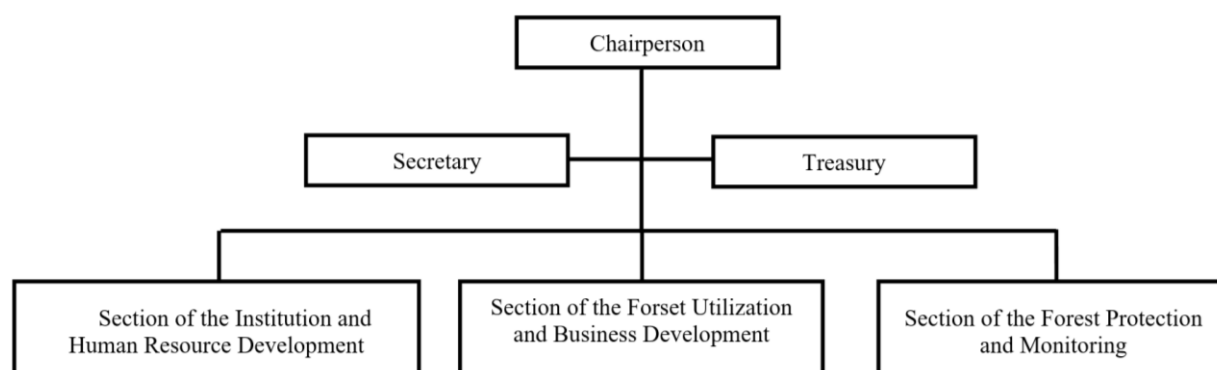 Chairperson
Secretary
Treasury
Section of the Institution and
Human Resource Development
Section of the Forset Utilization
and Business Development
Section of the Forest Protection
and Monitoring